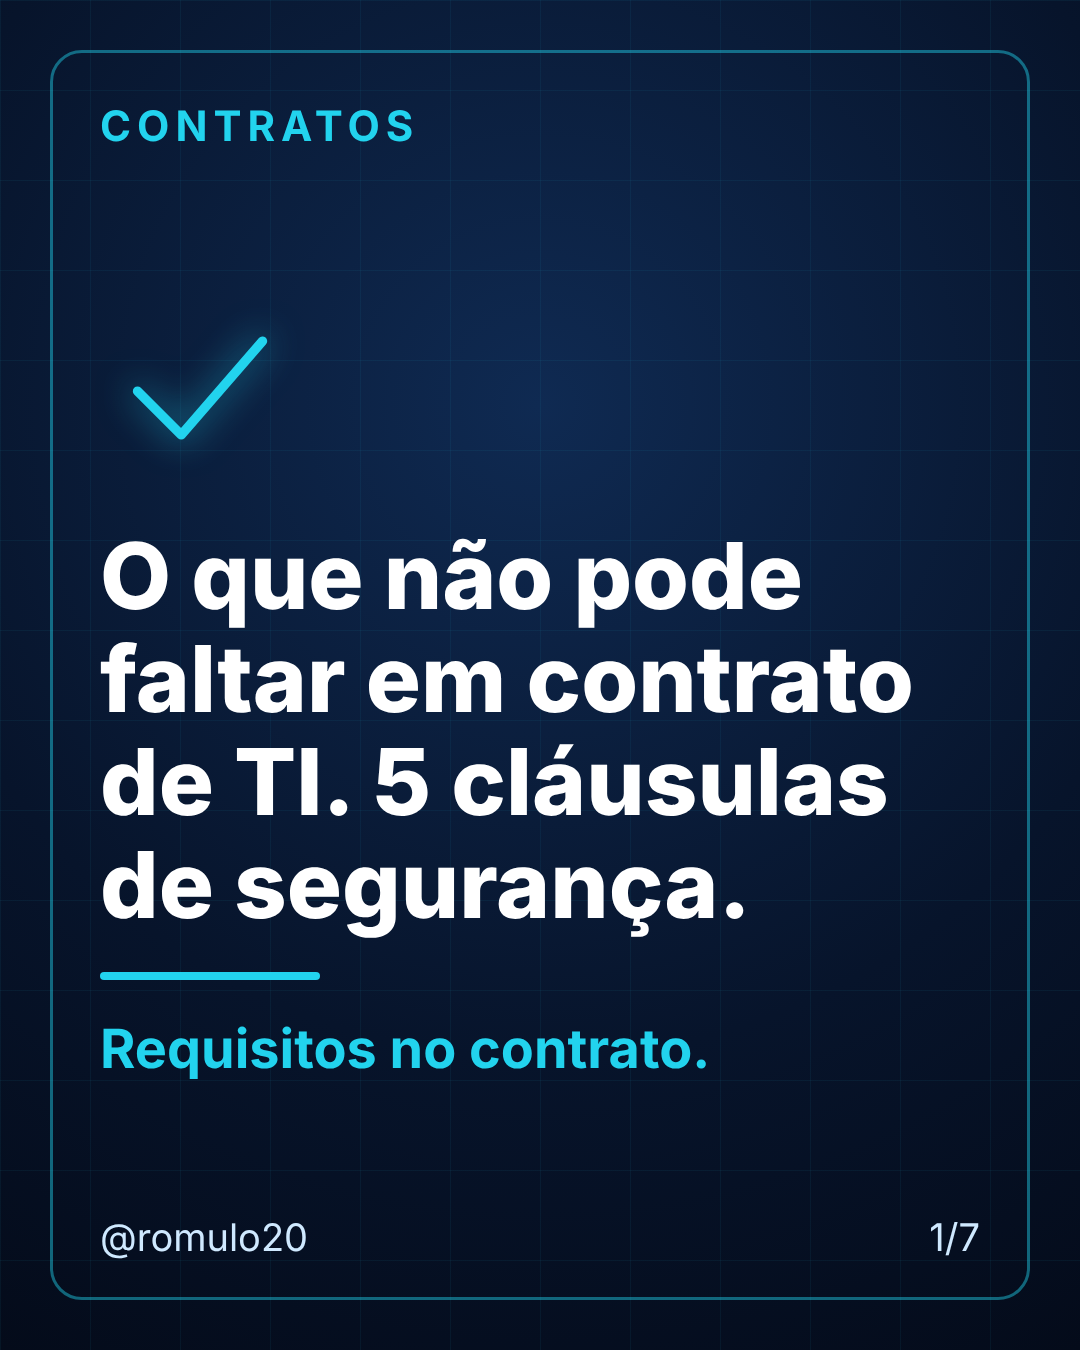 CONTRATOS
O que não pode
faltar em contrato
de TI. 5 cláusulas
de segurança.
Requisitos no contrato.
@romulo20
1/7